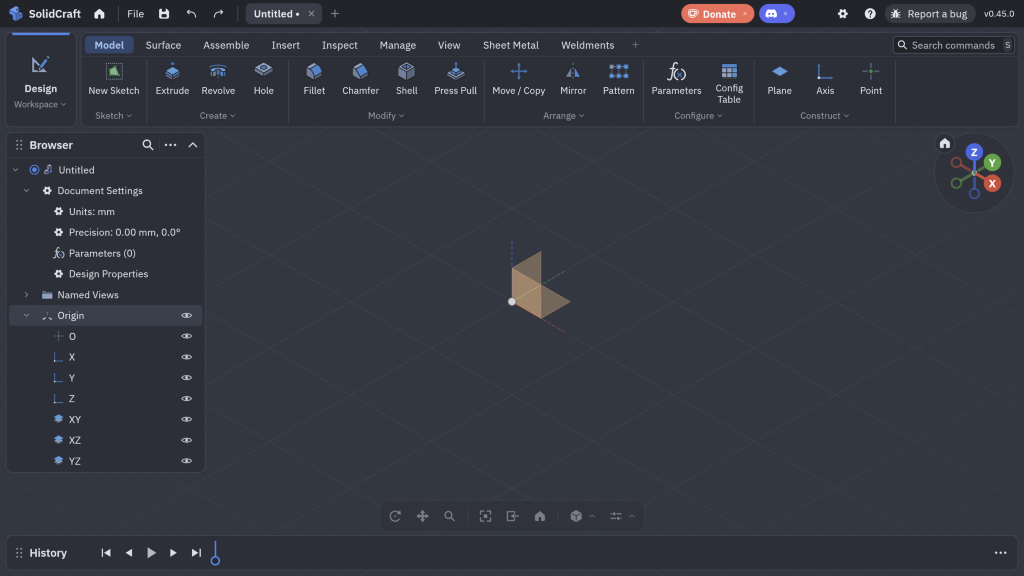 SolidCraft
File
Untitled •
Donate
Report a bug
v0.45.0
Design
Workspace
Model
Surface
Assemble
Insert
Inspect
Manage
View
Sheet Metal
Weldments
Search commands
S
New Sketch
Extrude
Revolve
Hole
Fillet
Chamfer
Shell
Press Pull
Move / Copy
Mirror
Pattern
Parameters
Config
Table
Plane
Axis
Point
Sketch
Create
Modify
Arrange
Configure
Construct
Browser
Untitled
Document Settings
Units: mm
Precision: 0.00 mm, 0.0°
Parameters (0)
Design Properties
Named Views
Origin
O
X
Y
Z
XY
XZ
YZ
Z
Y
X
History